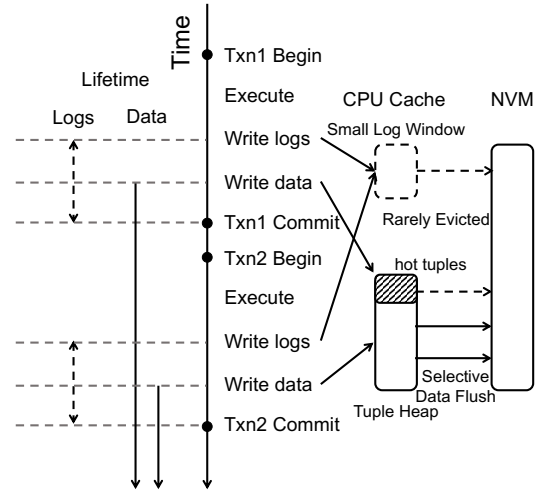 Time
Lifetime
Logs
Data
Txn1 Begin
Execute
Write logs
Write data
Txn1 Commit
Txn2 Begin
Execute
Write logs
Write data
Txn2 Commit
CPU Cache
NVM
Small Log Window
Rarely Evicted
hot tuples
Selective
Data Flush
Tuple Heap